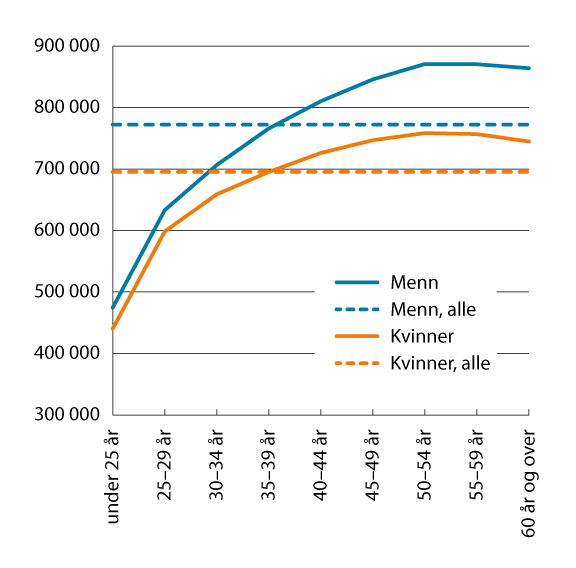 900 000
800 000
700 000
600 000
500 000
400 000
300 000
Menn
Menn, alle
Kvinner
Kvinner, alle
under 25 år
25–29 år
30–34 år
35–39 år
40–44 år
45–49 år
50–54 år
55–59 år
60 år og over